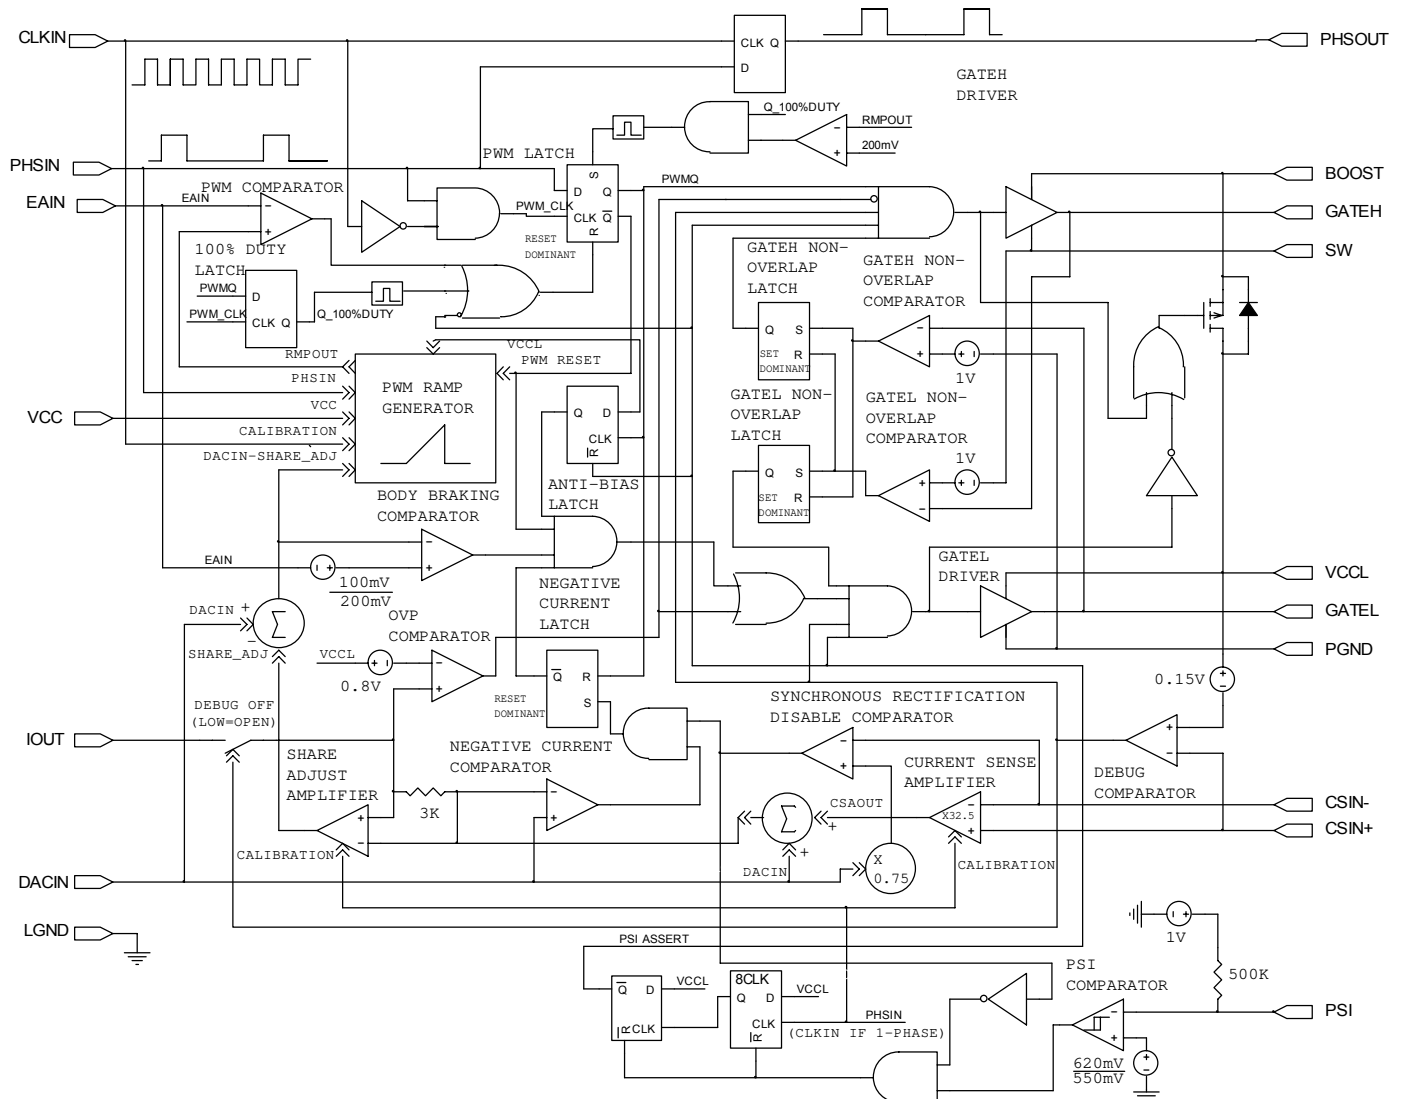 CLKIN
CLK Q
D
PHSOUT
GATEH
DRIVER
Q_100%DUTY
RMPOUT
-
200mV
+
PHSIN
PWM LATCH
S
D Q
CLK Q
R
PWM_CLK
RESET
DOMINANT
PWMQ
BOOST
EAIN
PWM COMPARATOR
EAIN
-
+
GATEH
100% DUTY
LATCH
PWMQ
D
PWM_CLK
CLK Q
Q_100%DUTY
GATEH NON-
OVERLAP
LATCH
GATEH NON-
OVERLAP
COMPARATOR
SW
Q S
R
SET
DOMINANT
-
+
+ -
1V
RMPOUT
PHSIN
VCC
CALIBRATION
DACIN-SHARE_ADJ
VCCL
PWM RESET
PWM RAMP
GENERATOR
VCC
Q D
CLK
R
ANTI-BIAS
LATCH
GATEL NON-
OVERLAP
LATCH
GATEL NON-
OVERLAP
COMPARATOR
1V
Q S
R
SET
DOMINANT
+
-
+ -
BODY BRAKING
COMPARATOR
EAIN
+ -
100mV
200mV
-
+
NEGATIVE
CURRENT
LATCH
GATEL
DRIVER
VCCL
GATEL
PGND
DACIN
+
Σ
-
SHARE_ADJ
OVP
COMPARATOR
VCCL
+ -
0.8V
-
+
Q R
S
RESET
DOMINANT
0.15V
+
-
DEBUG OFF
(LOW=OPEN)
IOUT
SYNCHRONOUS RECTIFICATION
DISABLE COMPARATOR
-
+
+
-
DEBUG
COMPARATOR
SHARE
ADJUST
AMPLIFIER
NEGATIVE CURRENT
COMPARATOR
3K
-
+
+
-
CALIBRATION
CURRENT SENSE
AMPLIFIER
CSAOUT
Σ
+
+
DACIN
X32.5
-
+
CALIBRATION
CSIN-
CSIN+
X
0.75
DACIN
LGND
PSI ASSERT
Q D
R CLK
VCCL
8CLK
Q D
CLK
R
VCCL
PHSIN
(CLKIN IF 1-PHASE)
- +
1V
500K
PSI
COMPARATOR
-
+
PSI
620mV
550mV
+
-